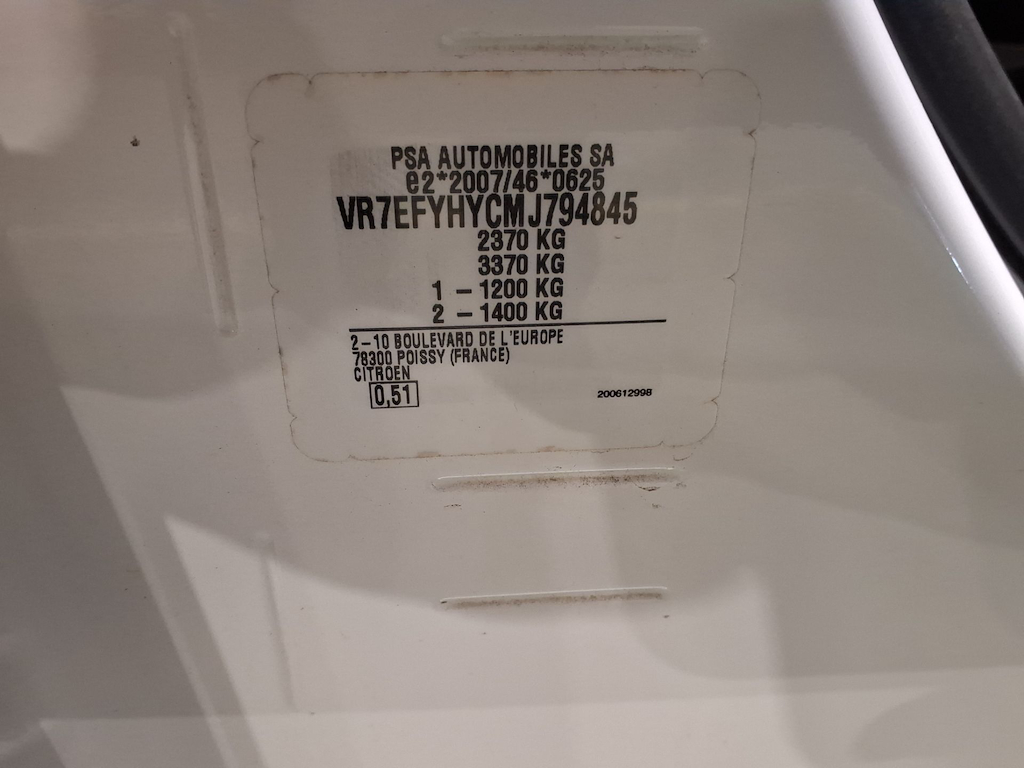 PSA AUTOMOBILES SA
e2*2007/46*0625
VR7EFYHYCMJ794845
2370 KG
3370 KG
1 - 1200 KG
2 - 1400 KG
2-10 BOULEVARD DE L'EUROPE
78300 POISSY (FRANCE)
CITROEN
0,51
200612998